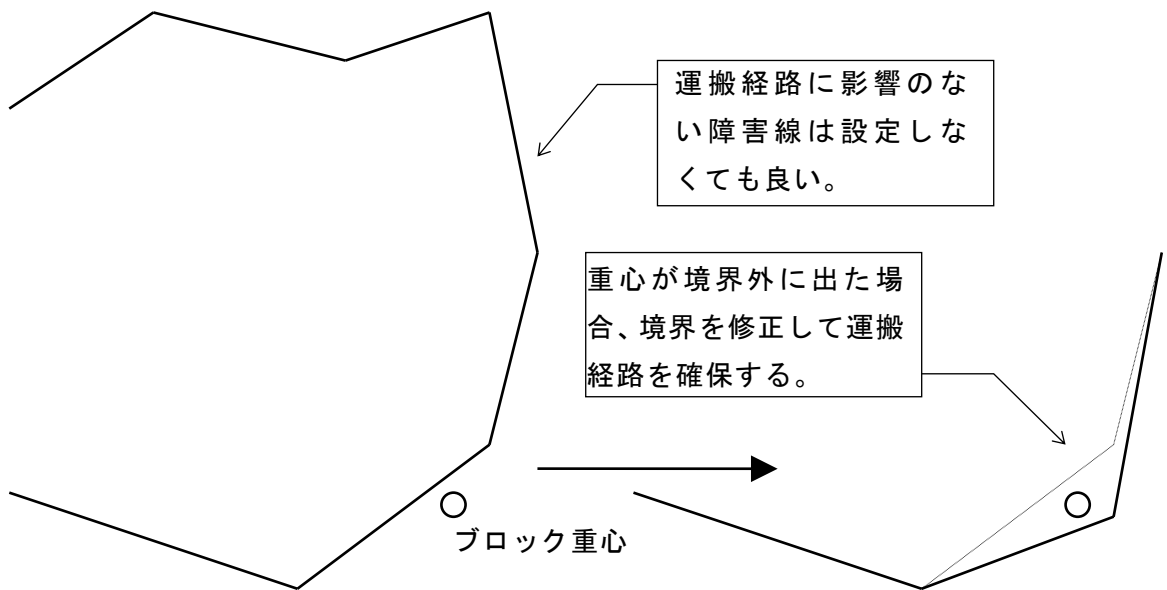 運搬経路に影響のな
い障害線は設定しな
くても良い。
重心が境界外に出た場
合、境界を修正して運搬
経路を確保する。
ブロック重心